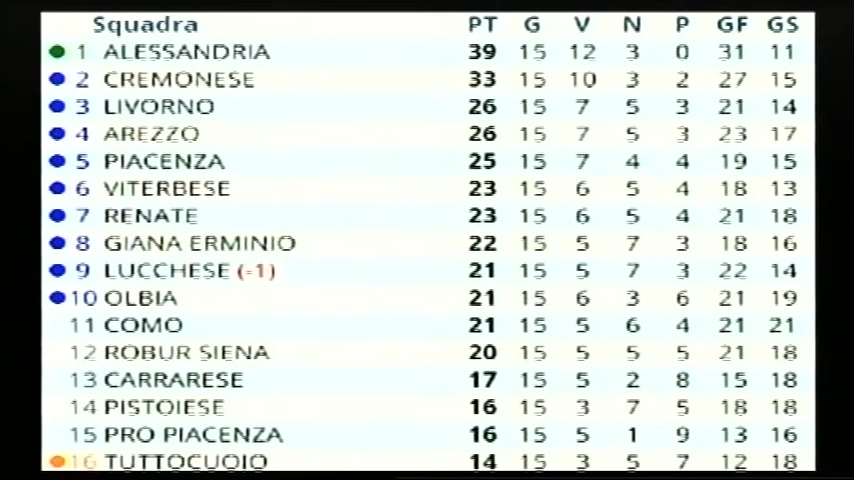 Squadra PT G V N P GF GS
1 ALESSANDRIA 39 15 12 3 0 31 11
2 CREMONESE 33 15 10 3 2 27 15
3 LIVORNO 26 15 7 5 3 21 14
4 AREZZO 26 15 7 5 3 23 17
5 PIACENZA 25 15 7 4 4 19 15
6 VITERBESE 23 15 6 5 4 18 13
7 RENATE 23 15 6 5 4 21 18
8 GIANA ERMINIO 22 15 5 7 3 18 16
9 LUCCHESE (-1) 21 15 5 7 3 22 14
10 OLBIA 21 15 6 3 6 21 19
11 COMO 21 15 5 6 4 21 21
12 ROBUR SIENA 20 15 5 5 5 21 18
13 CARRARESE 17 15 5 2 8 15 18
14 PISTOIESE 16 15 3 7 5 18 18
15 PRO PIACENZA 16 15 5 1 9 13 16
16 TUTTOCUOIO 14 15 3 5 7 12 18